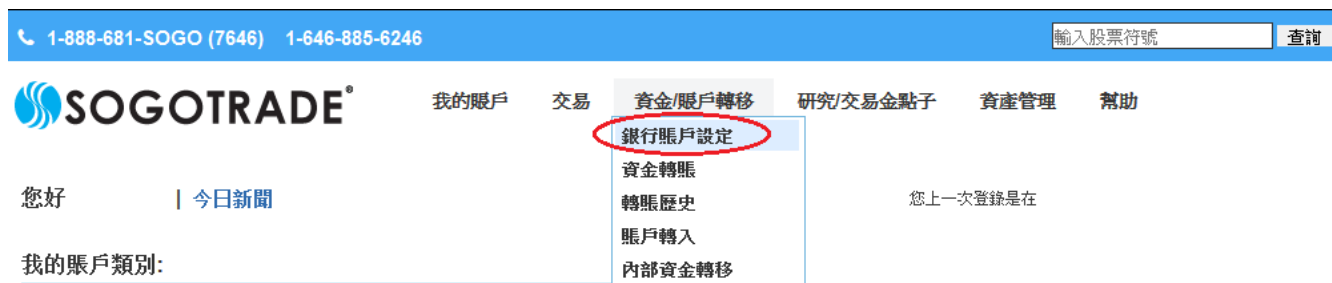 1-888-681-SOGO (7646) 1-646-885-6246 輸入股票符號 查詢
SOGOTRADE® 我的賬戶 交易 資金/賬戶轉移 研究/交易金點子 資產管理 幫助
銀行賬戶設定
資金轉賬
您好 | 今日新聞 您上一次登錄是在
轉賬歷史
賬戶轉入
我的賬戶類別:
內部資金轉移